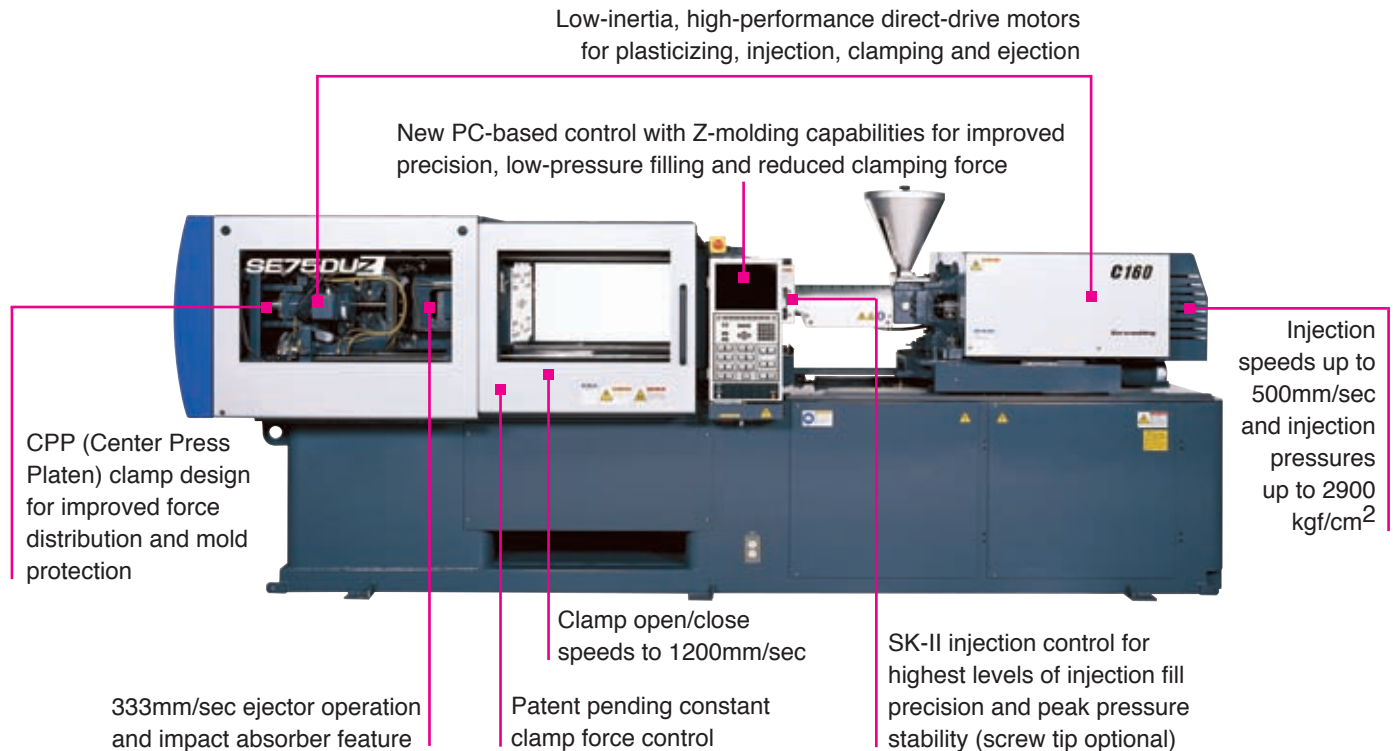 Low-inertia, high-performance direct-drive motors
for plasticizing, injection, clamping and ejection
New PC-based control with Z-molding capabilities for improved
precision, low-pressure filling and reduced clamping force
SE75DUZ
C160
Injection
speeds up to
500mm/sec
and injection
pressures
up to 2900
kgf/cm2
CPP (Center Press
Platen) clamp design
for improved force
distribution and mold
protection
Clamp open/close
speeds to 1200mm/sec
SK-II injection control for
highest levels of injection fill
precision and peak pressure
stability (screw tip optional)
333mm/sec ejector operation
and impact absorber feature
Patent pending constant
clamp force control